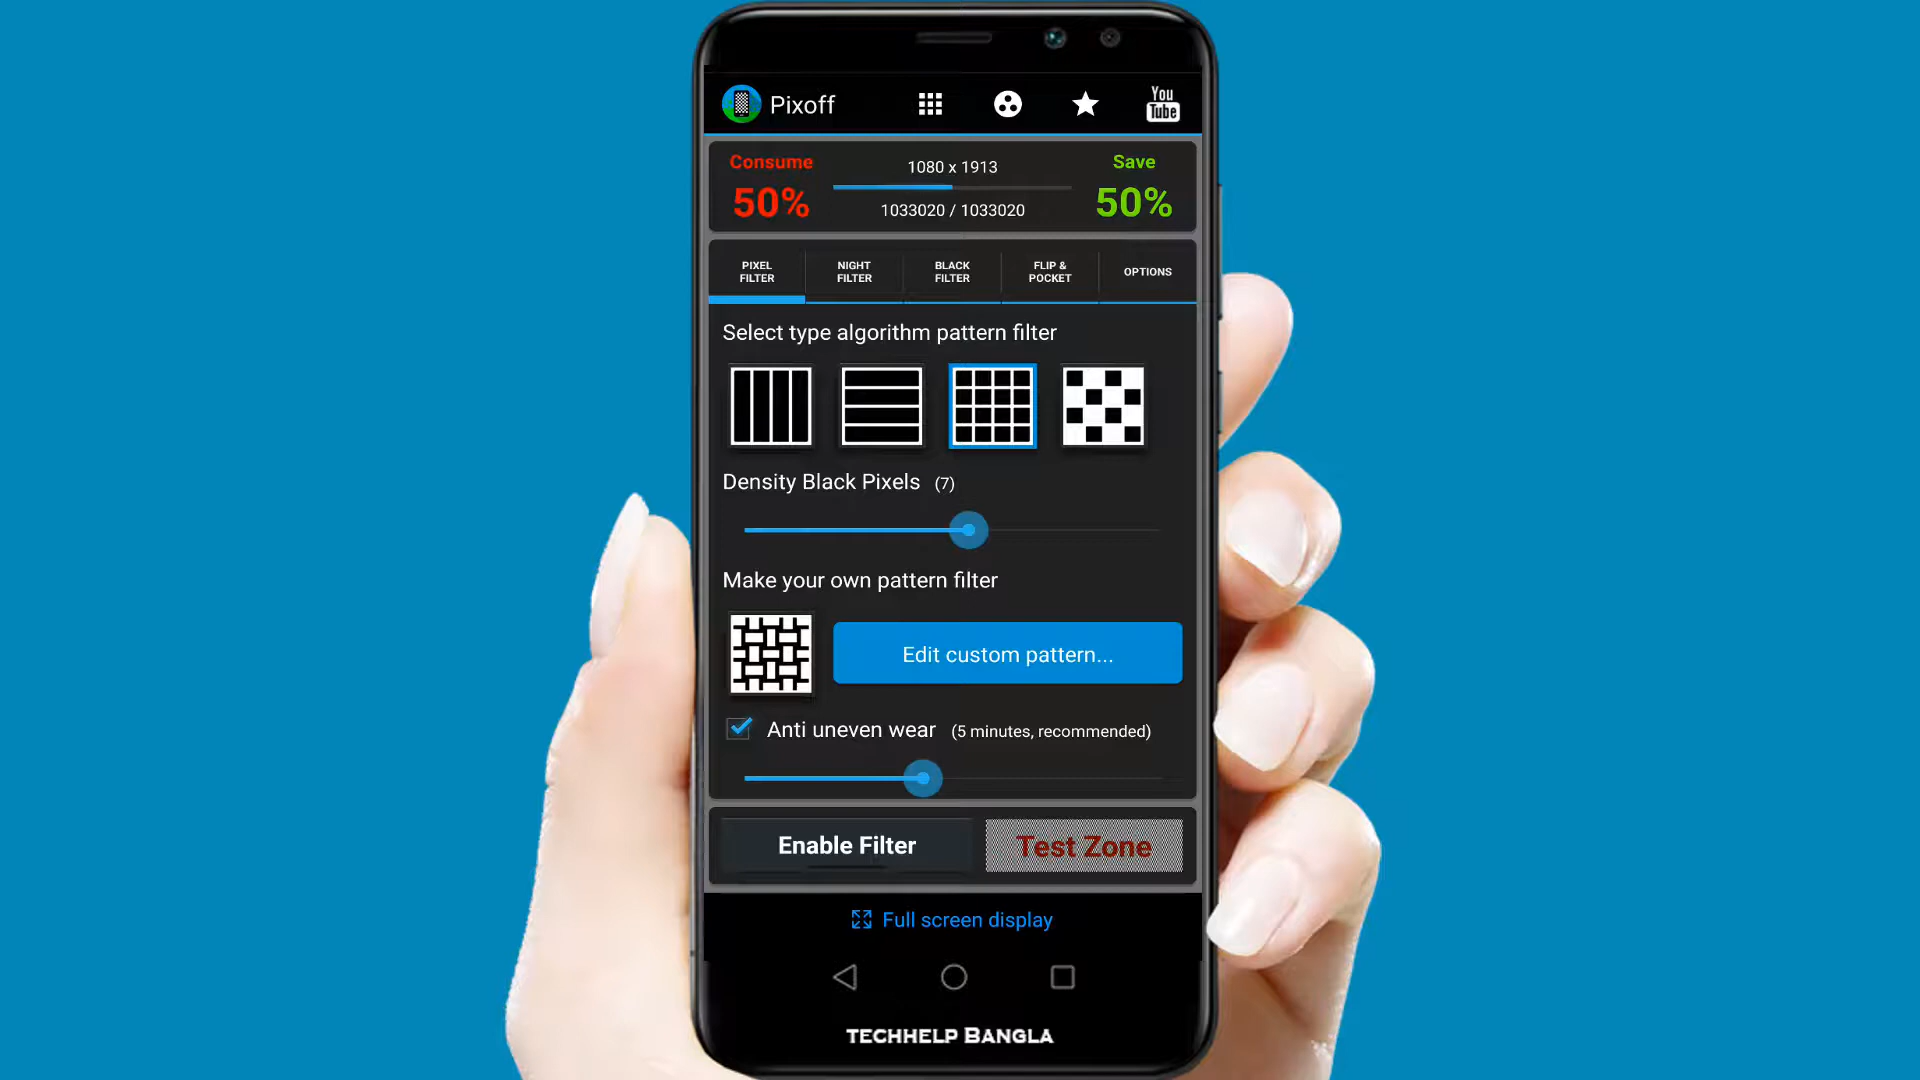 Pixoff
You
Tube
Consume
1080 x 1913
Save
50%
50%
1033020 / 1033020
PIXEL
FILTER
NIGHT
FILTER
BLACK
FILTER
FLIP &
POCKET
OPTIONS
Select type algorithm pattern filter
Density Black Pixels (7)
Make your own pattern filter
Edit custom pattern...
Anti uneven wear (5 minutes, recommended)
Enable Filter
Test Zone
Full screen display
TECHHELP BANGLA